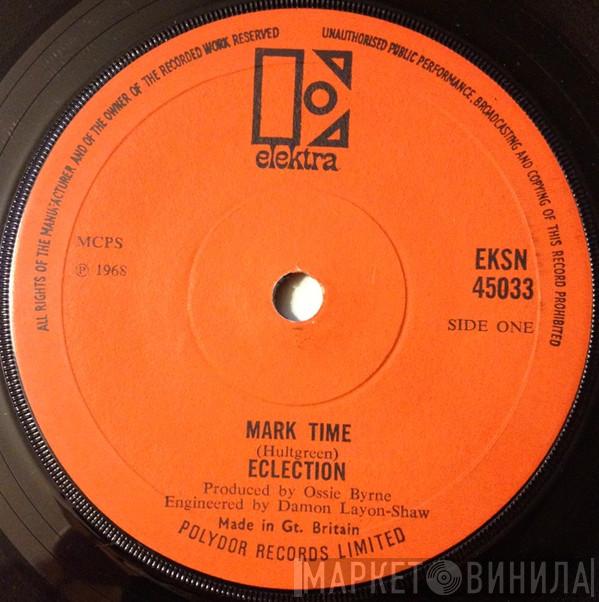 ALL RIGHTS OF THE MANUFACTURER AND OF THE OWNER OF THE RECORDED WORK RESERVED
UNAUTHORISED PUBLIC PERFORMANCE, BROADCASTING AND COPYING OF THIS RECORD PROHIBITED
elektra
MCPS
℗ 1968
EKSN
45033
SIDE ONE
MARK TIME
(Hultgreen)
ECLECTION
Produced by Ossie Byrne
Engineered by Damon Layon-Shaw
Made in Gt. Britain
POLYDOR RECORDS LIMITED
МАРКЕТ ВИНИЛА